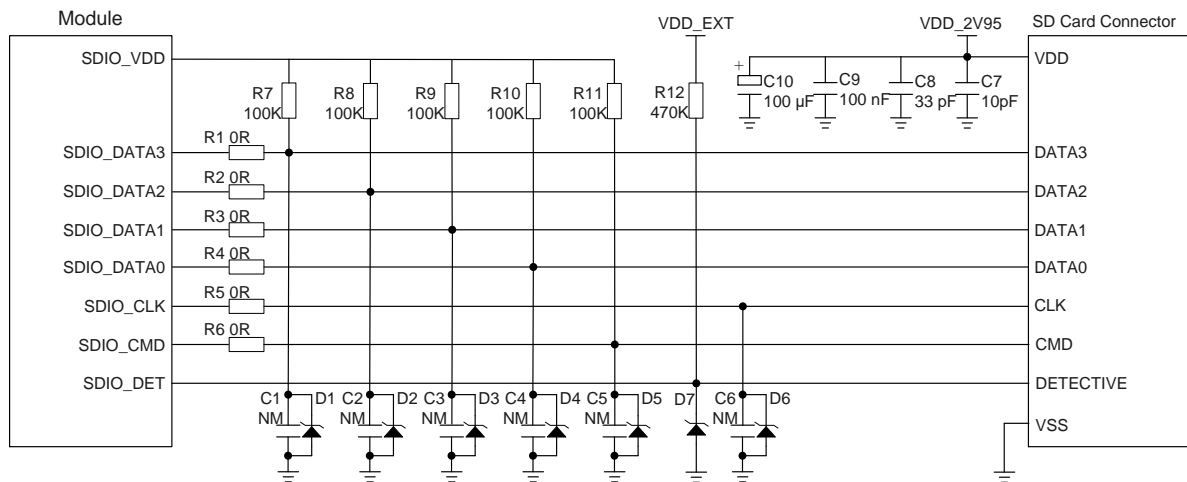 Module
VDD_EXT
VDD_2V95
SD Card Connector
SDIO_VDD
VDD
R7
100K
R8
100K
R9
100K
R10
100K
R11
100K
R12
470K
+
C10
100 µF
C9
100 nF
C8
33 pF
C7
10pF
SDIO_DATA3
R1 0R
DATA3
SDIO_DATA2
R2 0R
DATA2
SDIO_DATA1
R3 0R
DATA1
SDIO_DATA0
R4 0R
DATA0
SDIO_CLK
R5 0R
CLK
SDIO_CMD
R6 0R
CMD
SDIO_DET
DETECTIVE
C1
NM
D1
C2
NM
D2
C3
NM
D3
C4
NM
D4
C5
NM
D5
D7
C6
NM
D6
VSS